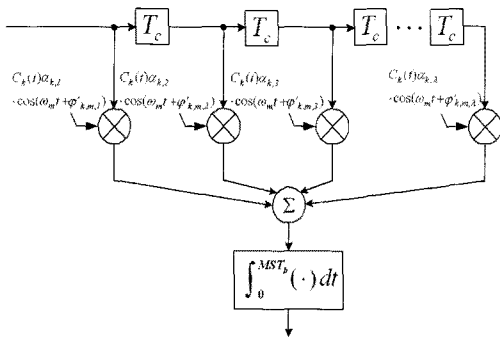 T_c T_c T_c ⋯ T_c
C_k(t)α_{k,1} C_k(t)α_{k,2} C_k(t)α_{k,3} C_k(t)α_{k,λ}
·cos(ω_m t+φ'_{k,m,1}) ·cos(ω_m t+φ'_{k,m,λ}) ·cos(ω_m t+φ'_{k,m,3}) ·cos(ω_m t+φ'_{k,m,λ})
Σ
∫_0^{MST_b} (·) dt